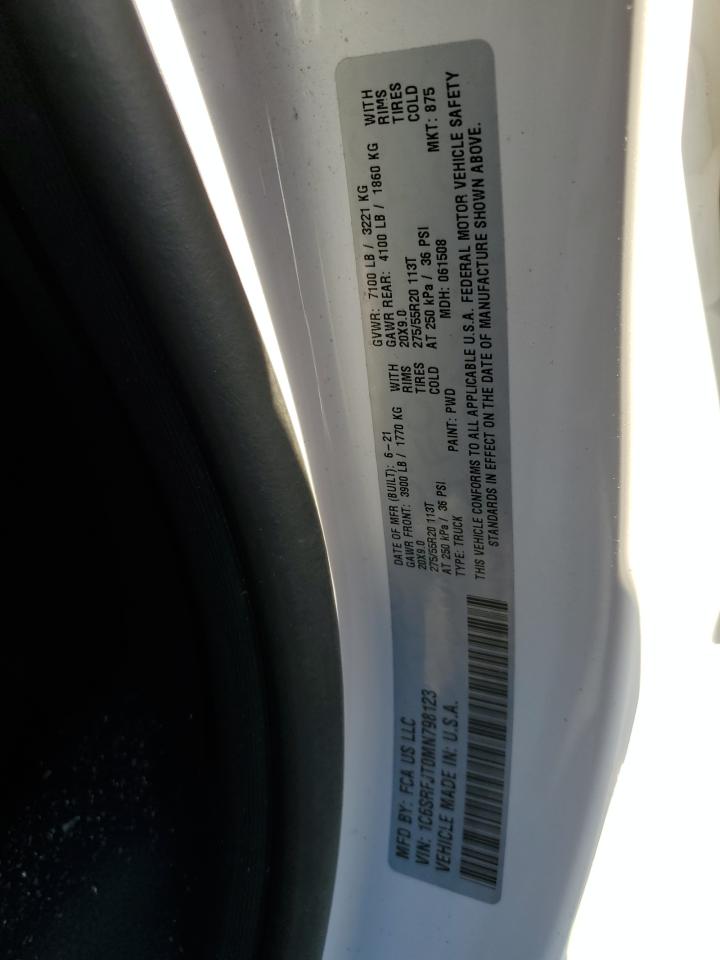 MFD BY: FCA US LLC
VIN: 1C6SRFJT0MN798123
VEHICLE MADE IN: U.S.A.
DATE OF MFR (BUILT): 6-21
GAWR FRONT: 3900 LB / 1770 KG WITH
20X9.0 RIMS
275/55R20 113T TIRES
AT 250 kPa / 36 PSI COLD
TYPE: TRUCK PAINT: PWD
GVWR: 7100 LB / 3221 KG
GAWR REAR: 4100 LB / 1860 KG WITH
20X9.0 RIMS
275/55R20 113T TIRES
AT 250 kPa / 36 PSI COLD
MDH: 061508 MKT: 875
THIS VEHICLE CONFORMS TO ALL APPLICABLE U.S.A. FEDERAL MOTOR VEHICLE SAFETY
STANDARDS IN EFFECT ON THE DATE OF MANUFACTURE SHOWN ABOVE.